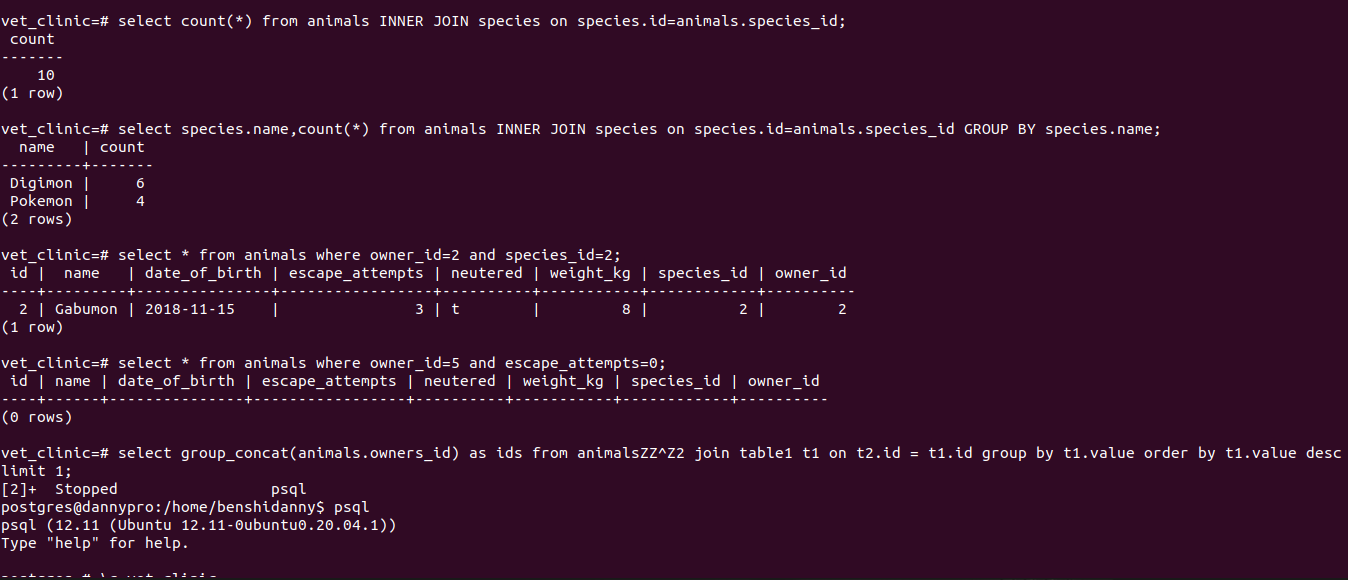 vet_clinic=# select count(*) from animals INNER JOIN species on species.id=animals.species_id;
 count
-------
    10
(1 row)

vet_clinic=# select species.name,count(*) from animals INNER JOIN species on species.id=animals.species_id GROUP BY species.name;
  name   | count
---------+-------
 Digimon |     6
 Pokemon |     4
(2 rows)

vet_clinic=# select * from animals where owner_id=2 and species_id=2;
 id |  name   | date_of_birth | escape_attempts | neutered | weight_kg | species_id | owner_id
----+---------+---------------+-----------------+----------+-----------+------------+----------
  2 | Gabumon | 2018-11-15    |               3 | t        |         8 |          2 |        2
(1 row)

vet_clinic=# select * from animals where owner_id=5 and escape_attempts=0;
 id | name | date_of_birth | escape_attempts | neutered | weight_kg | species_id | owner_id
----+------+---------------+-----------------+----------+-----------+------------+----------
(0 rows)

vet_clinic=# select group_concat(animals.owners_id) as ids from animalsZZ^Z2 join table1 t1 on t2.id = t1.id group by t1.value order by t1.value desc
limit 1;
[2]+  Stopped                 psql
postgres@dannypro:/home/benshidanny$ psql
psql (12.11 (Ubuntu 12.11-0ubuntu0.20.04.1))
Type "help" for help.